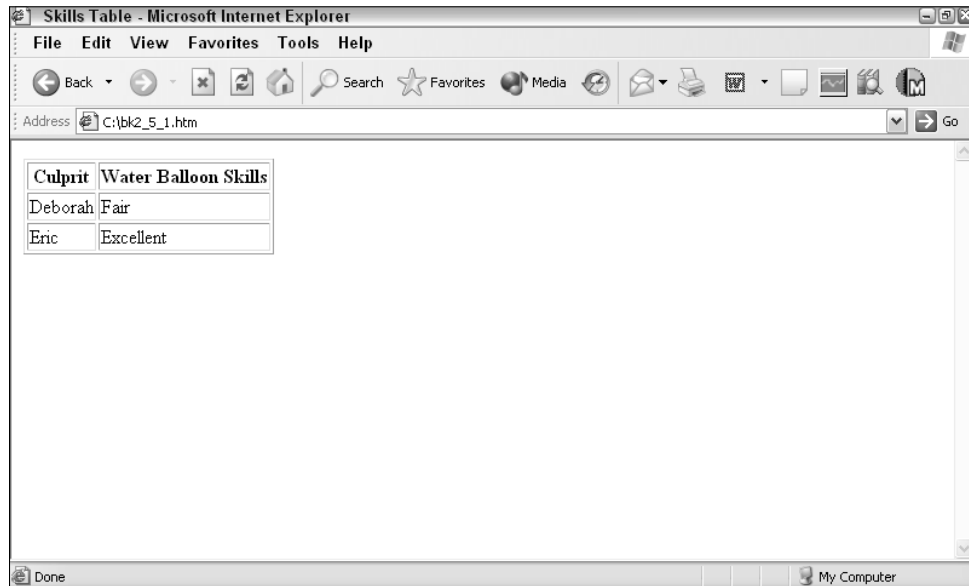 Skills Table - Microsoft Internet Explorer
File Edit View Favorites Tools Help
Back Search Favorites Media
Address C:\bk2_5_1.htm Go
Culprit Water Balloon Skills
Deborah Fair
Eric Excellent
Done My Computer